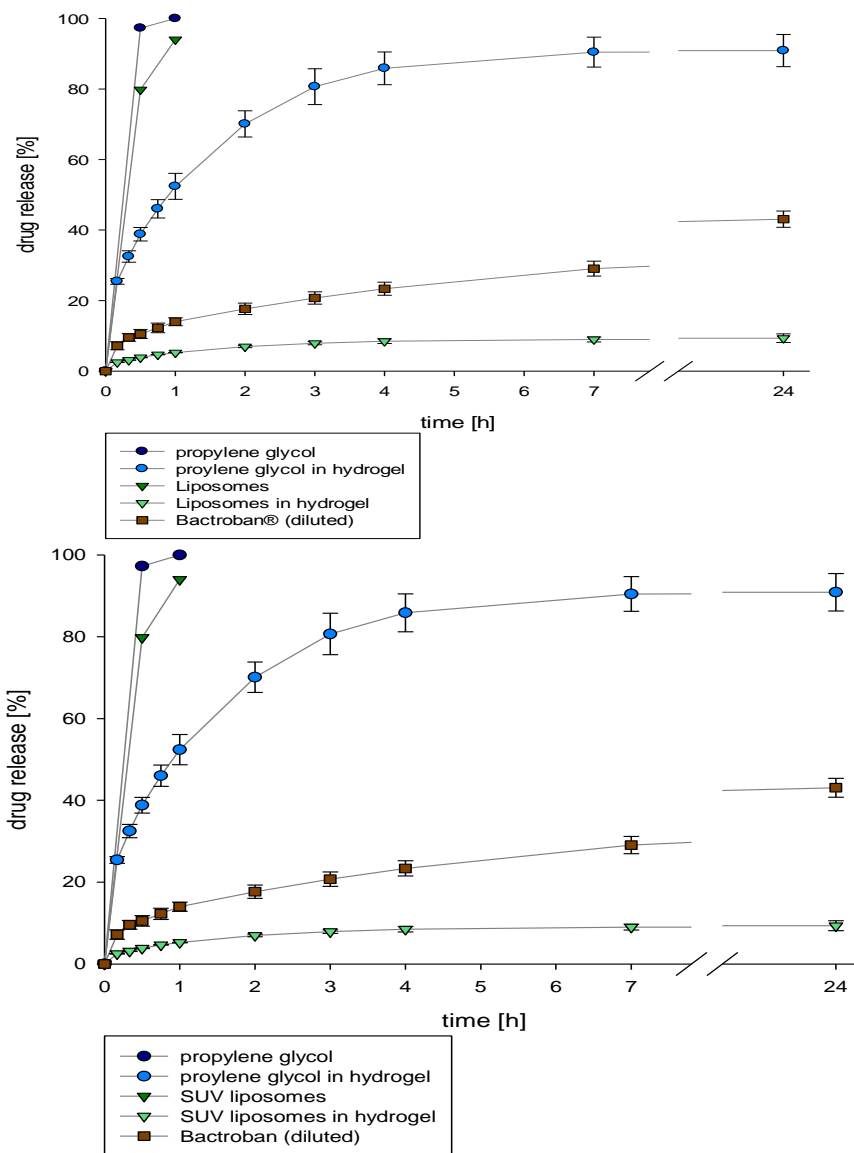 100
80
60
40
20
0
drug release [%]
0 1 2 3 4 5 6 7 24
time [h]
propylene glycol
proylene glycol in hydrogel
Liposomes
Liposomes in hydrogel
Bactroban® (diluted)
100
80
60
40
20
0
drug release [%]
0 1 2 3 4 5 6 7 24
time [h]
propylene glycol
proylene glycol in hydrogel
SUV liposomes
SUV liposomes in hydrogel
Bactroban (diluted)